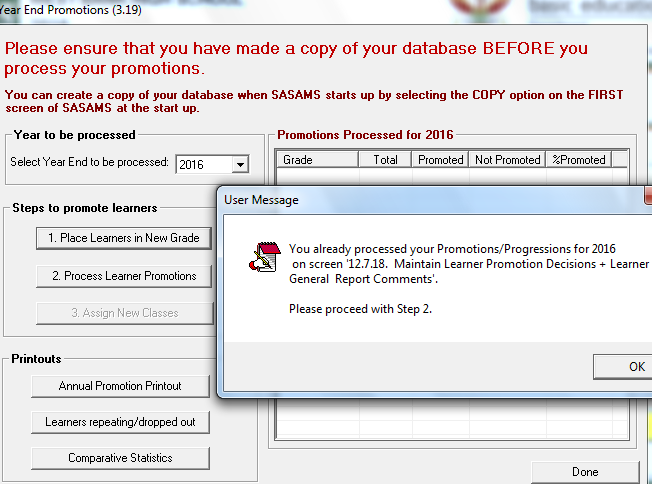 Year End Promotions (3.19)
basic education
Please ensure that you have made a copy of your database BEFORE you
process your promotions.
You can create a copy of your database when SASAMS starts up by selecting the COPY option on the FIRST
screen of SASAMS at the start up.
Year to be processed
Select Year End to be processed: 2016
Promotions Processed for 2016
Grade Total Promoted Not Promoted %Promoted
Steps to promote learners
1. Place Learners in New Grade
2. Process Learner Promotions
3. Assign New Classes
User Message
You already processed your Promotions/Progressions for 2016
on screen '12.7.18. Maintain Learner Promotion Decisions + Learner
General Report Comments'.
Please proceed with Step 2.
OK
Printouts
Annual Promotion Printout
Learners repeating/dropped out
Comparative Statistics
Done